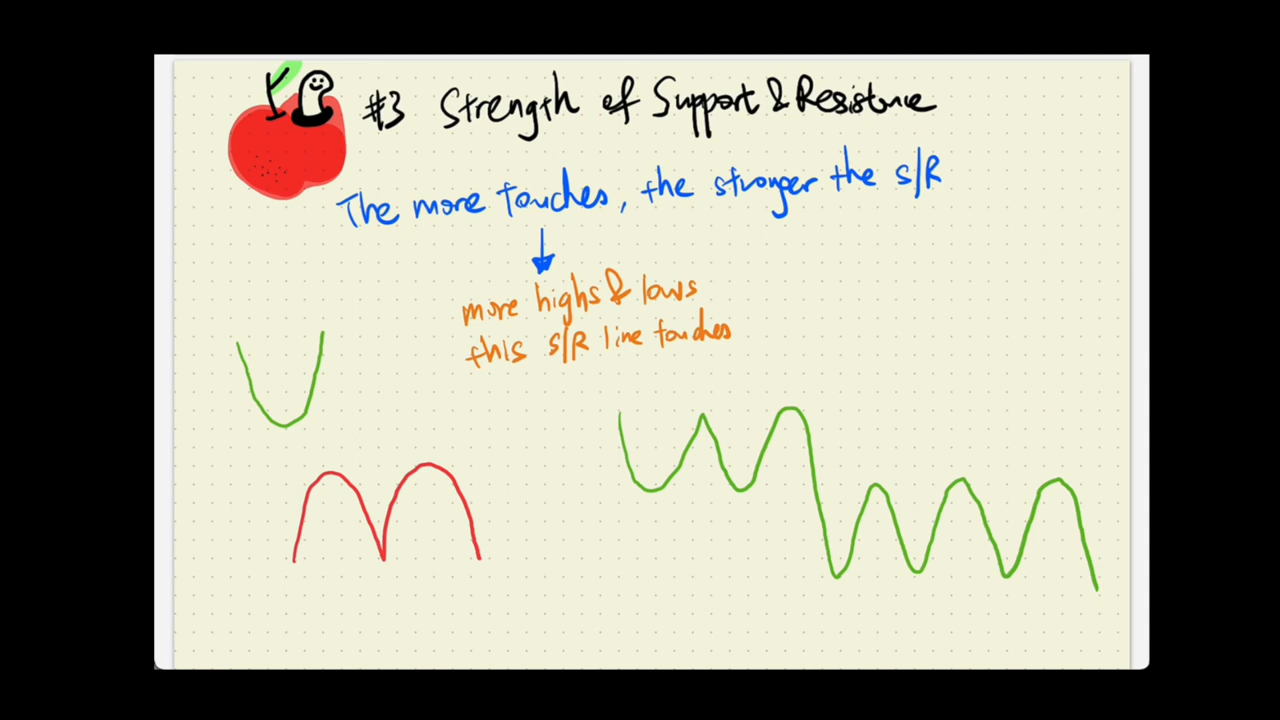 #3 Strength of Support & Resistance
The more touches, the stronger the S/R
more highs & lows
this S/R line touches